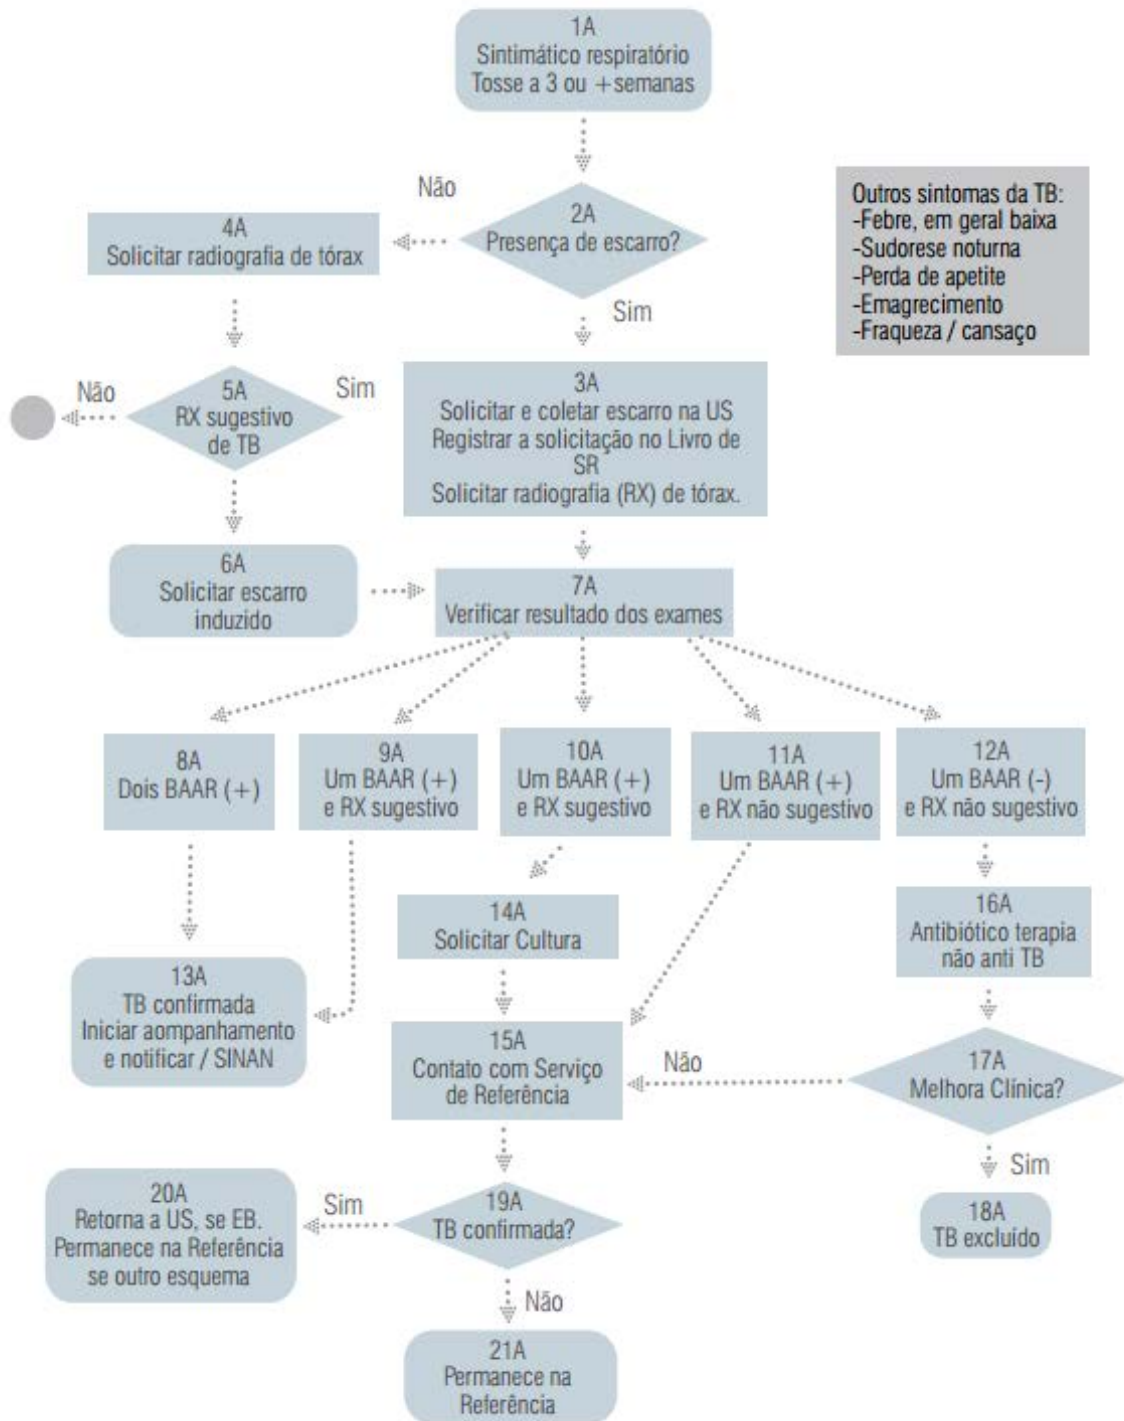 1A
Sintimático respiratório
Tosse a 3 ou +semanas
Não
2A
Presença de escarro?
4A
Solicitar radiografia de tórax
Outros sintomas da TB:
-Febre, em geral baixa
-Sudorese noturna
-Perda de apetite
-Emagrecimento
-Fraqueza / cansaço
Sim
Não
5A
RX sugestivo
de TB
Sim
3A
Solicitar e coletar escarro na US
Registrar a solicitação no Livro de
SR
Solicitar radiografia (RX) de tórax.
6A
Solicitar escarro
induzido
7A
Verificar resultado dos exames
8A
Dois BAAR (+)
9A
Um BAAR (+)
e RX sugestivo
10A
Um BAAR (+)
e RX sugestivo
11A
Um BAAR (+)
e RX não sugestivo
12A
Um BAAR (-)
e RX não sugestivo
14A
Solicitar Cultura
16A
Antibiótico terapia
não anti TB
13A
TB confirmada
Iniciar aompanhamento
e notificar / SINAN
15A
Contato com Serviço
de Referência
Não
17A
Melhora Clínica?
Sim
20A
Retorna a US, se EB.
Permanece na Referência
se outro esquema
Sim
19A
TB confirmada?
18A
TB excluído
Não
21A
Permanece na
Referência